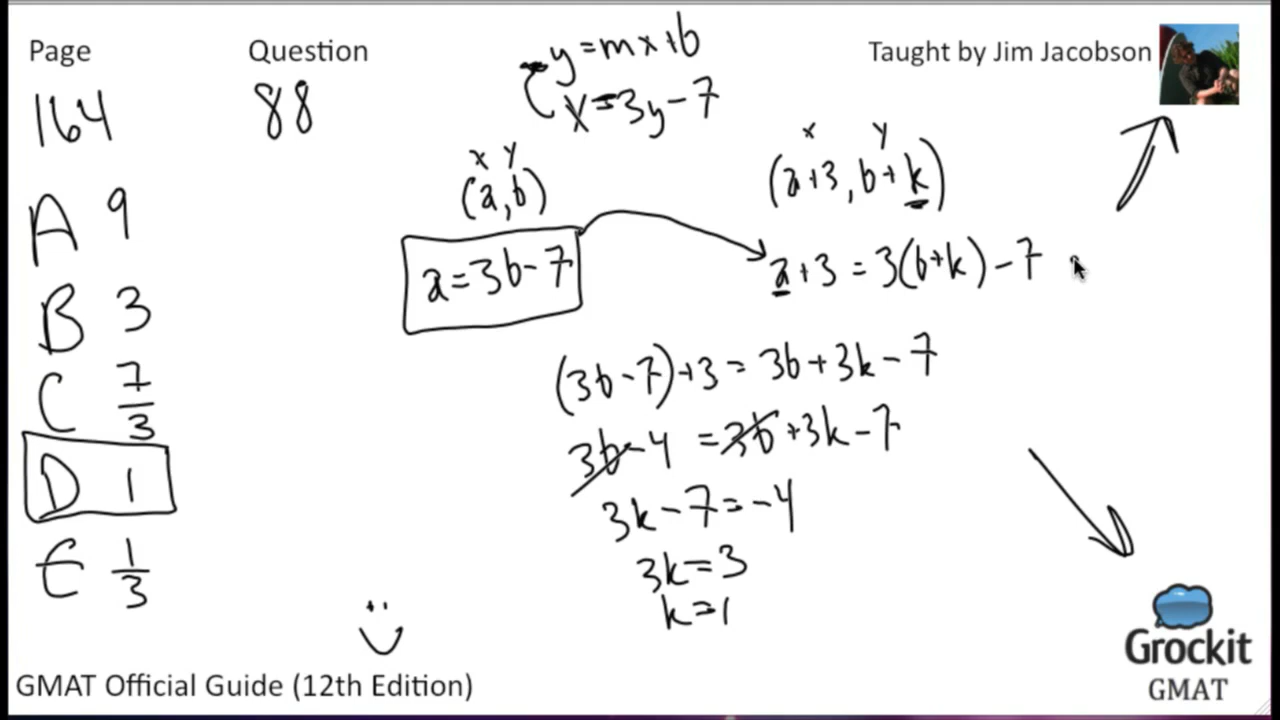 Page Question
164 88
Taught by Jim Jacobson
y=mx+b
x=3y-7
A 9
B 3
C 7/3
D 1
E 1/3
x y
(a,b)
a=3b-7
x y
(a+3,b+k)
a+3=3(b+k)-7
(3b-7)+3=3b+3k-7
3b-4=3b+3k-7
3k-7=-4
3k=3
k=1
GMAT Official Guide (12th Edition)
Grockit
GMAT